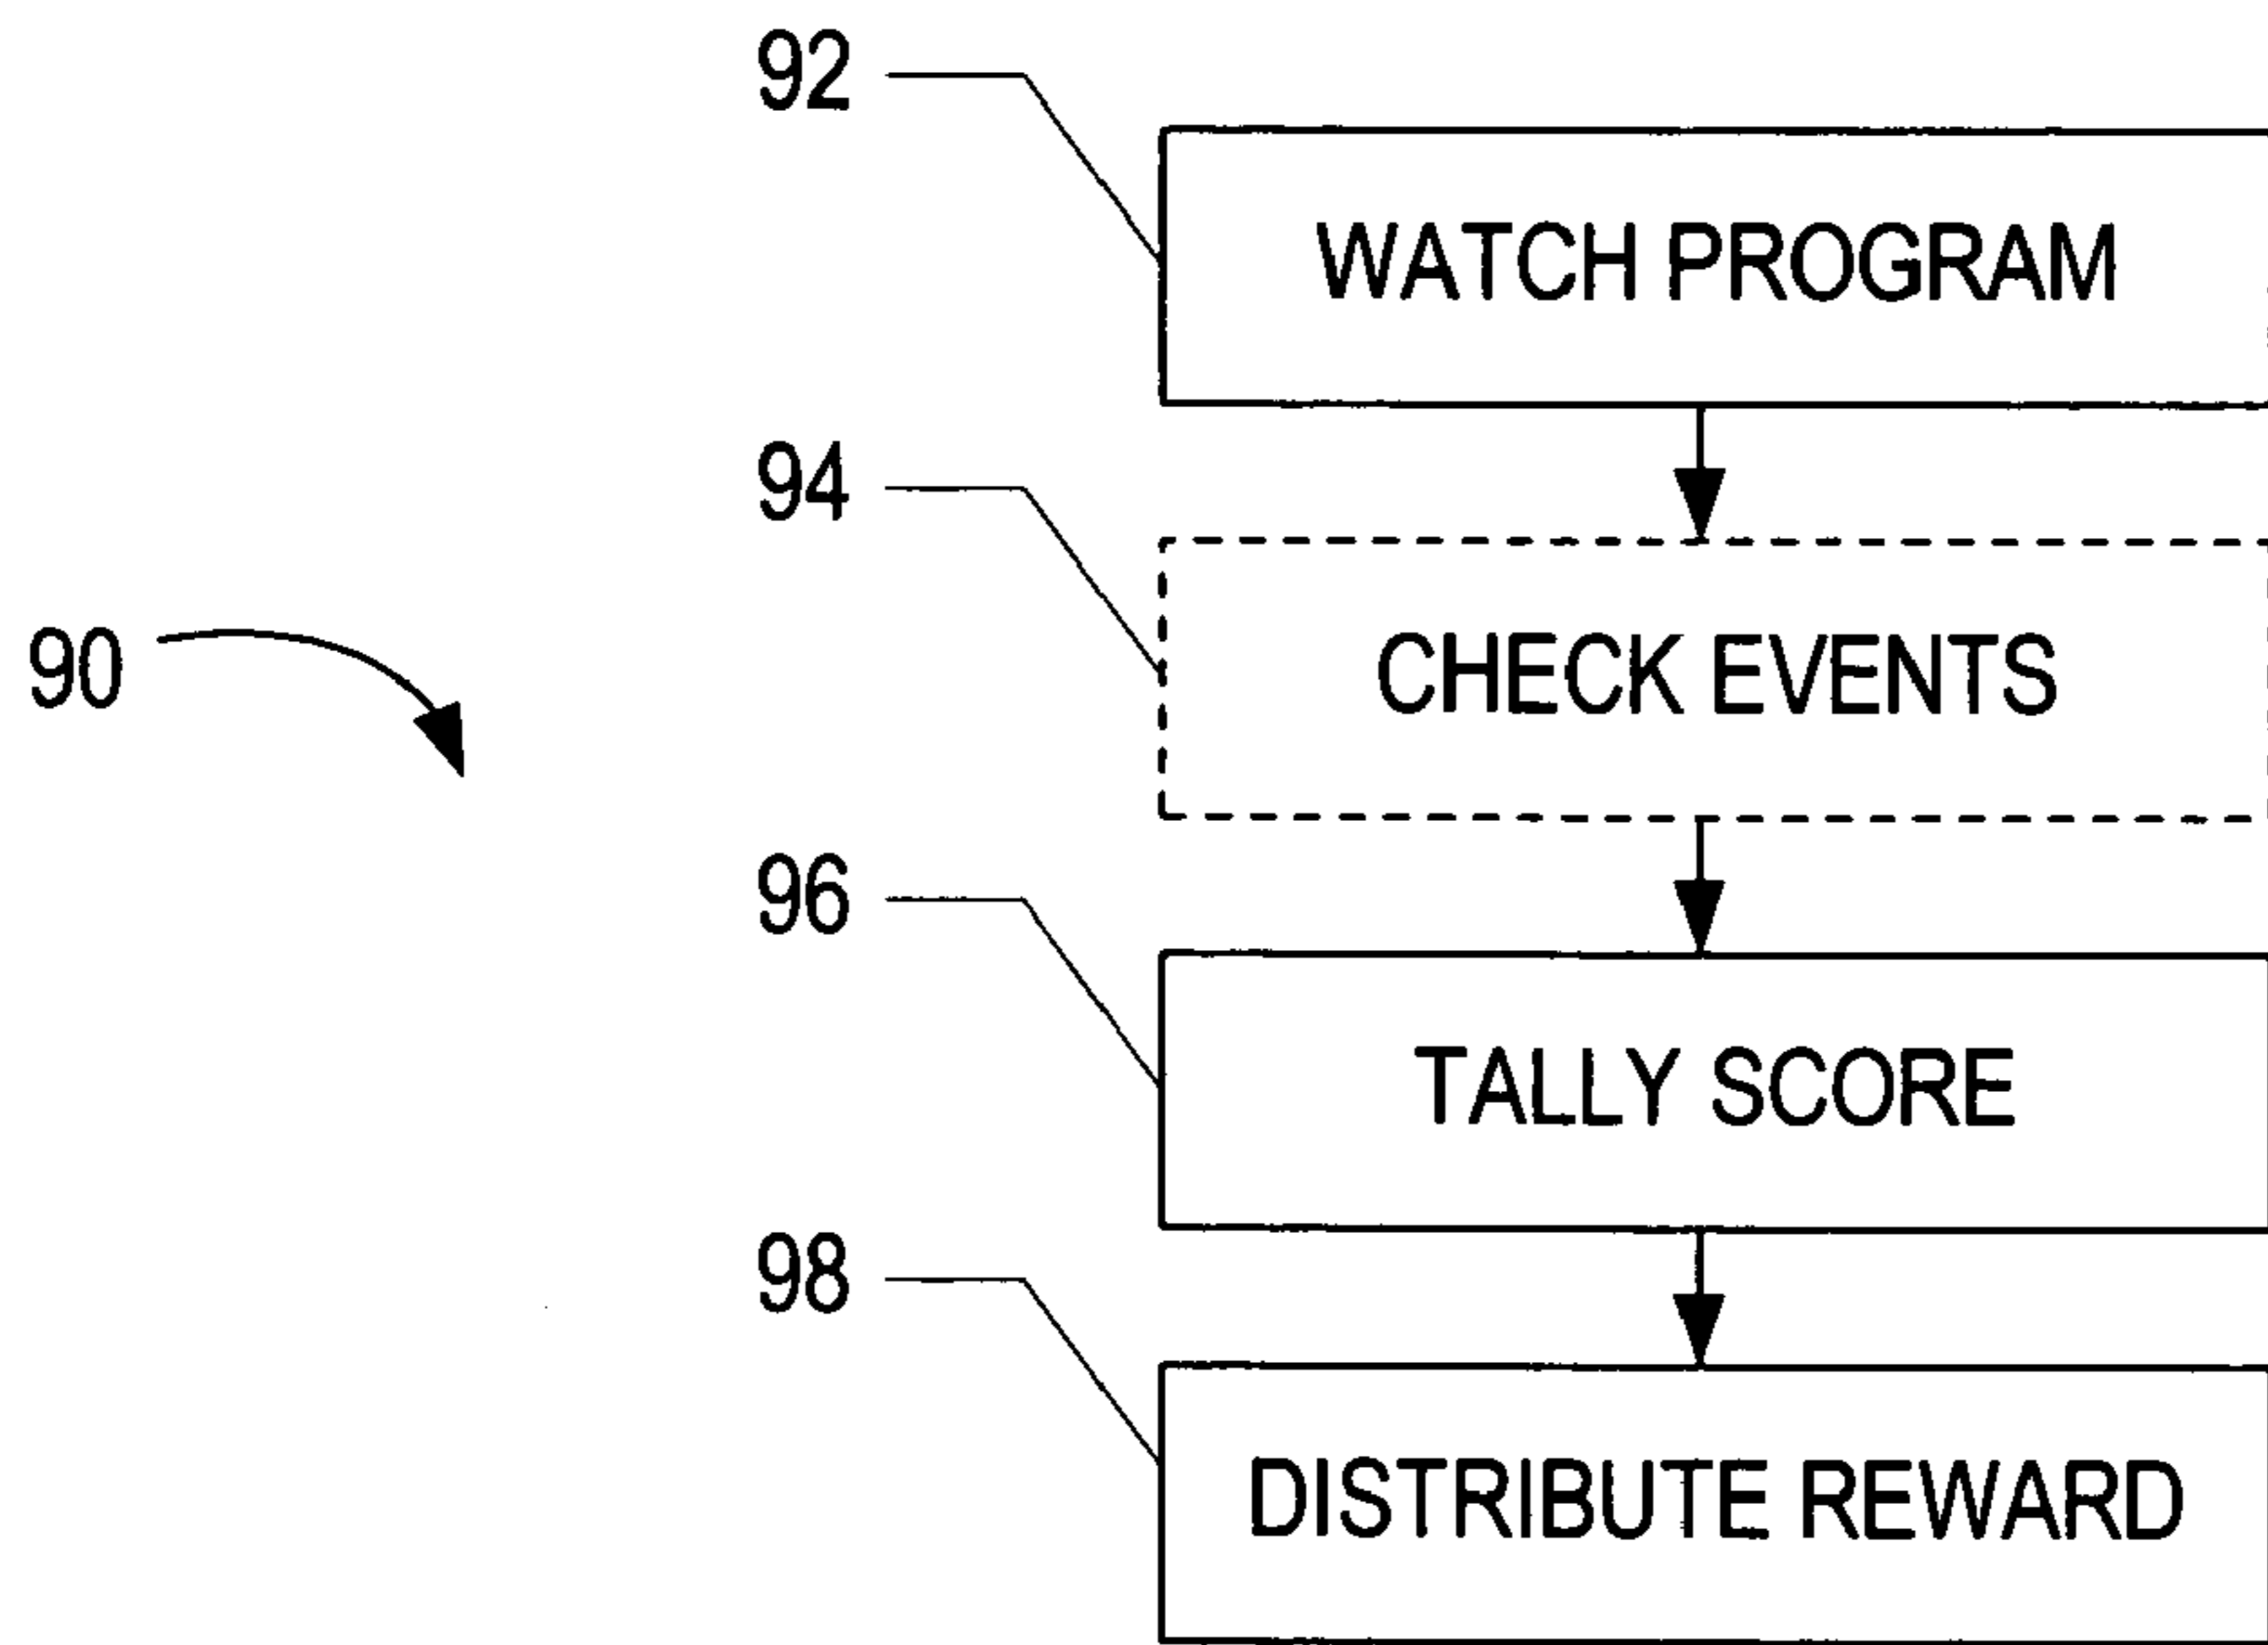 92
WATCH PROGRAM
94
CHECK EVENTS
90
96
TALLY SCORE
98
DISTRIBUTE REWARD